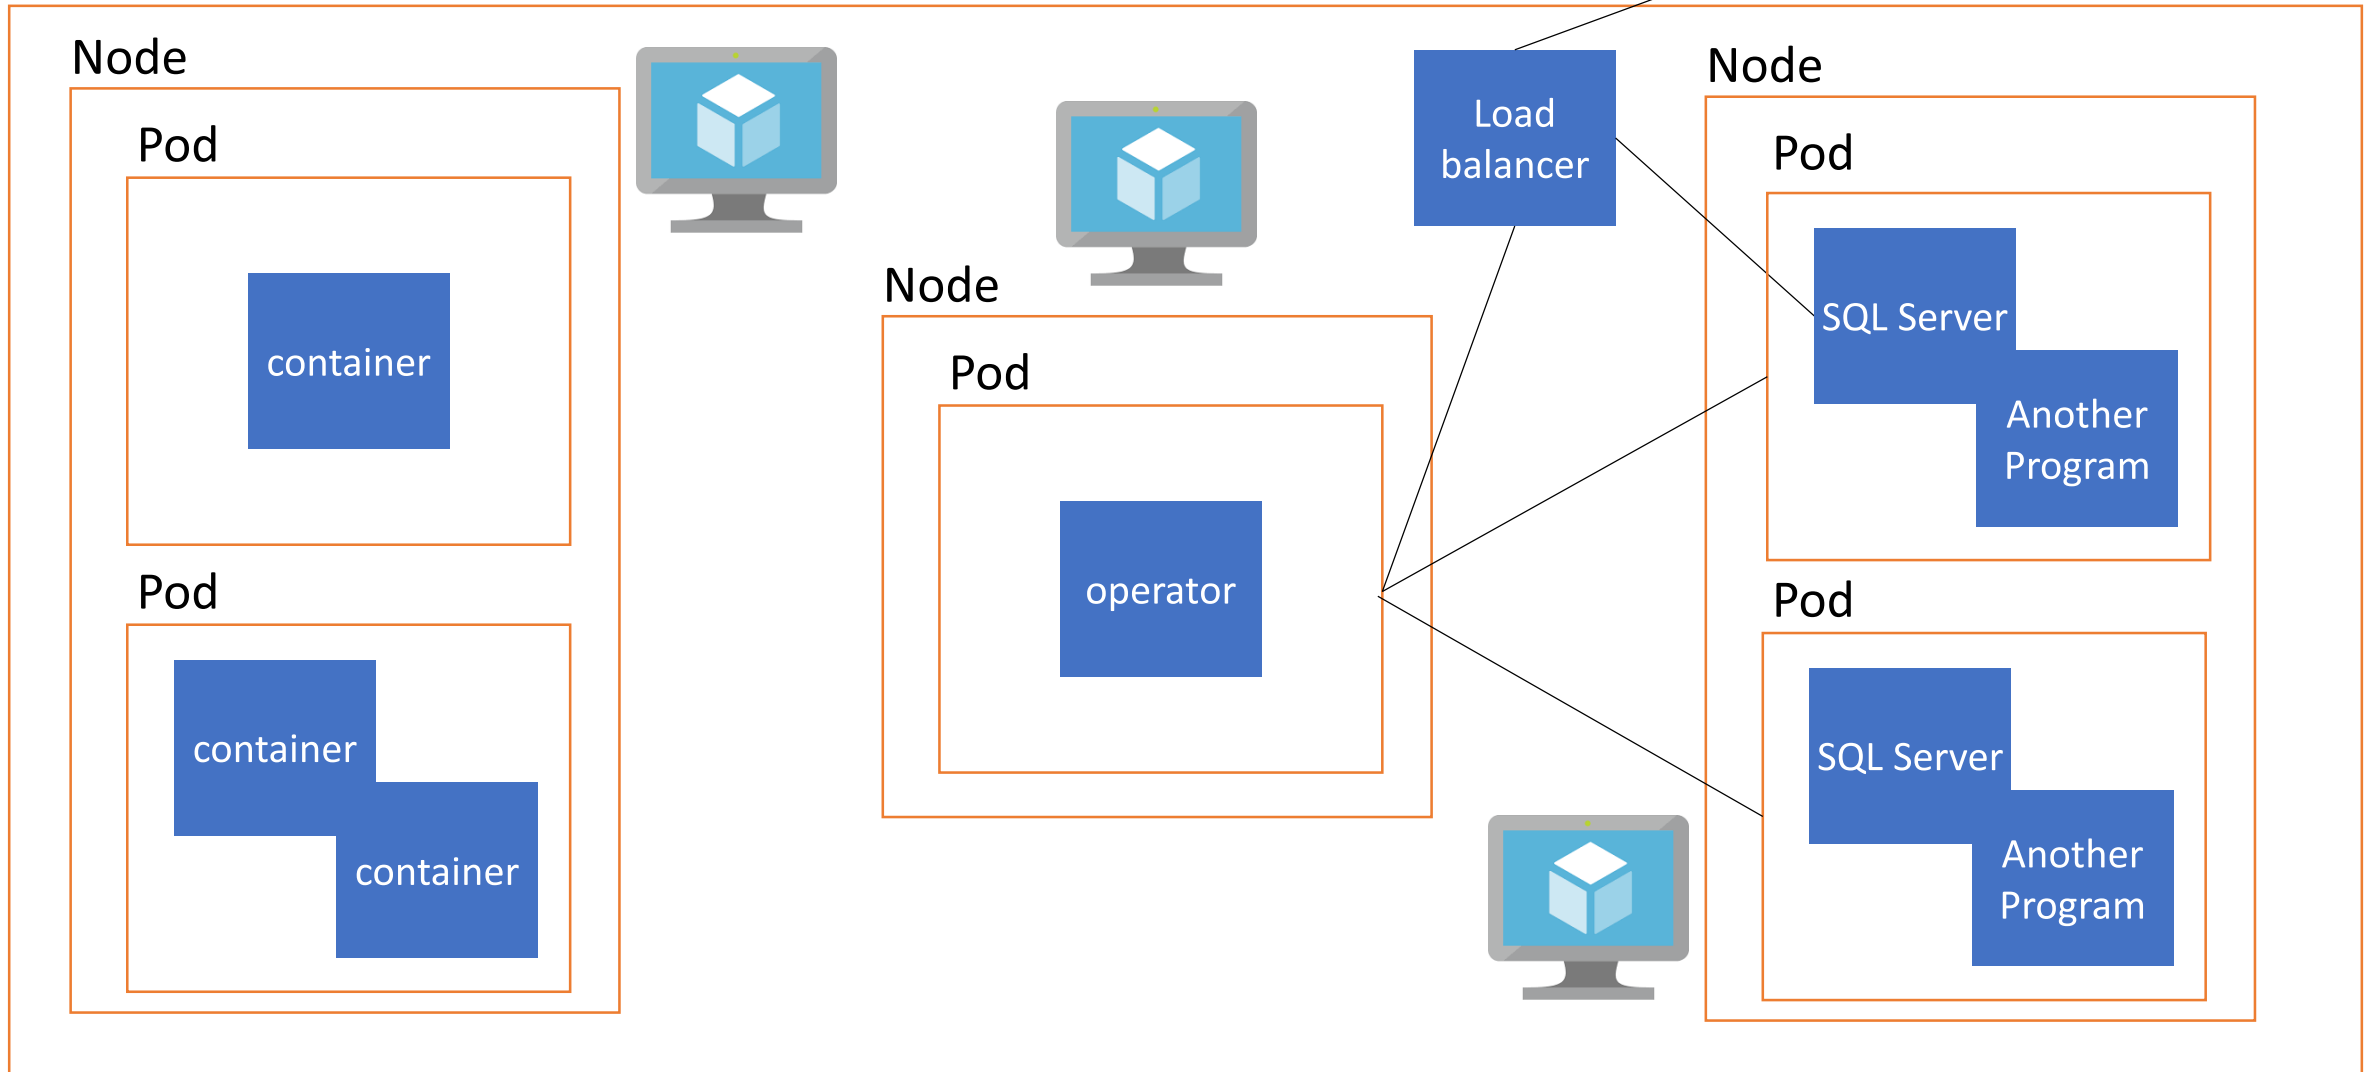 Node
Pod
container
Pod
container
container
Node
Pod
operator
Load
balancer
Node
Pod
SQL Server
Another
Program
Pod
SQL Server
Another
Program